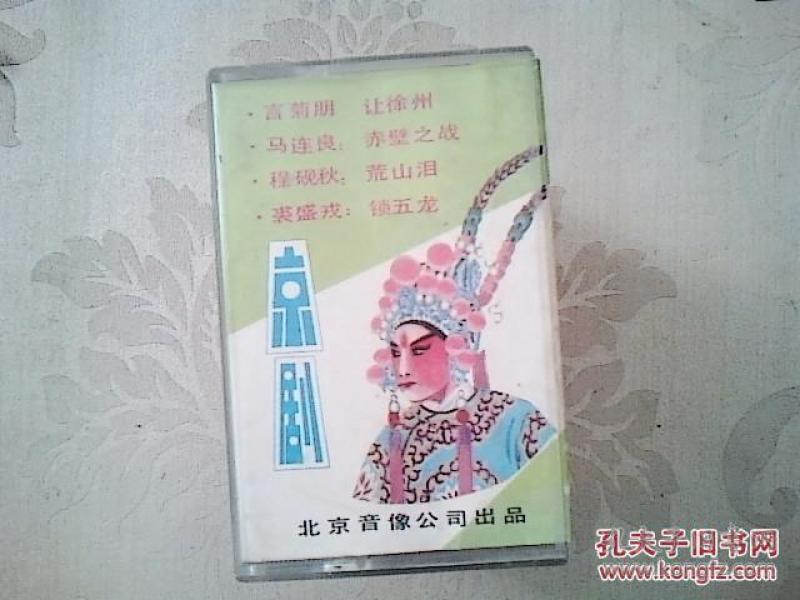 ·言菊朋 让徐州
·马连良：赤壁之战
·程砚秋：荒山泪
·裘盛戎：锁五龙
京剧
北京音像公司出品
孔夫子旧书网
www.kongfz.com